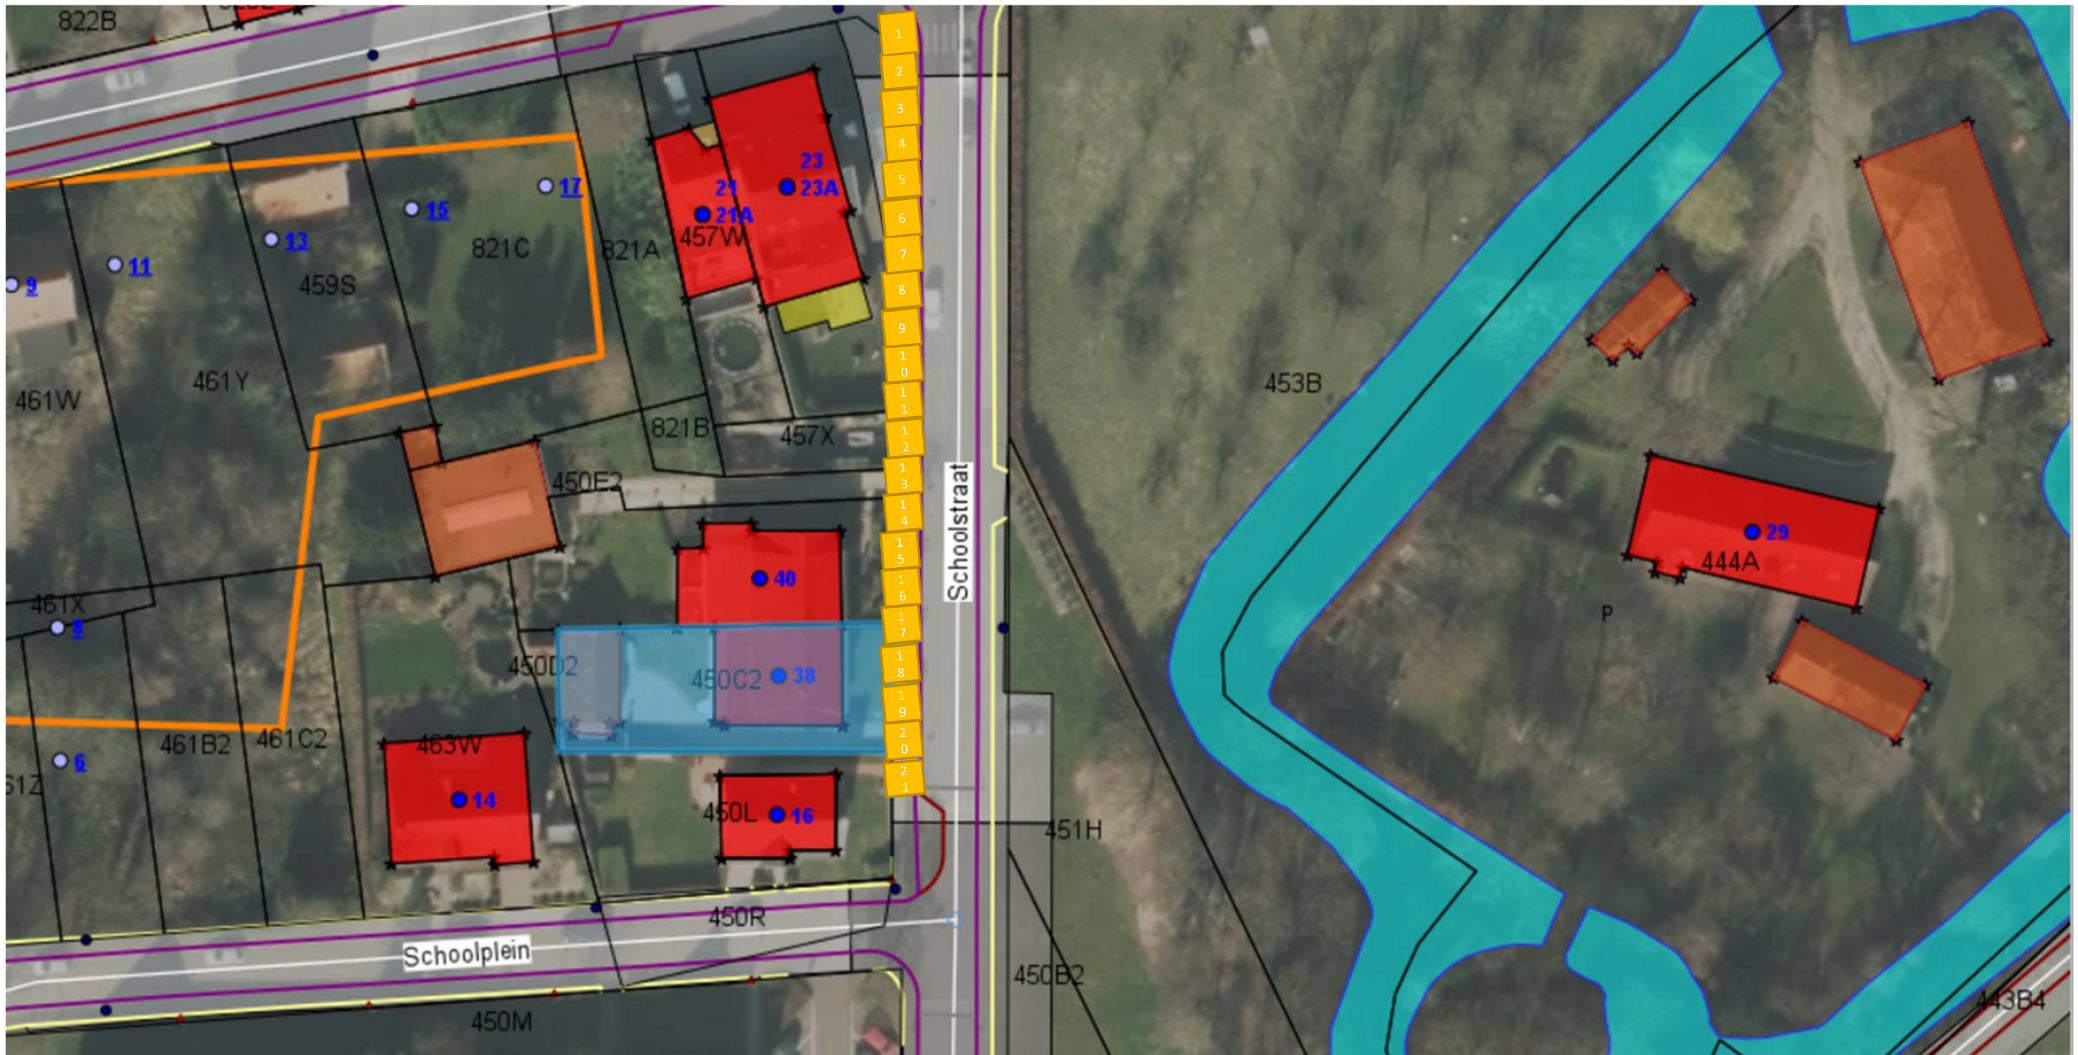 822B
1
2
3
4
5
6
7
8
9
10
11
12
13
14
15
16
17
18
19
20
21
23
23A
21
21A
457W
17
15
13
11
9
821C
821A
459S
461Y
461W
453B
821B
457X
450E2
Schoolstraat
29
444A
P
40
461X
8
450D2
450C2
38
461B2
461C2
463W
6
14
450L
16
451H
450R
Schoolplein
450B2
443B4
450M